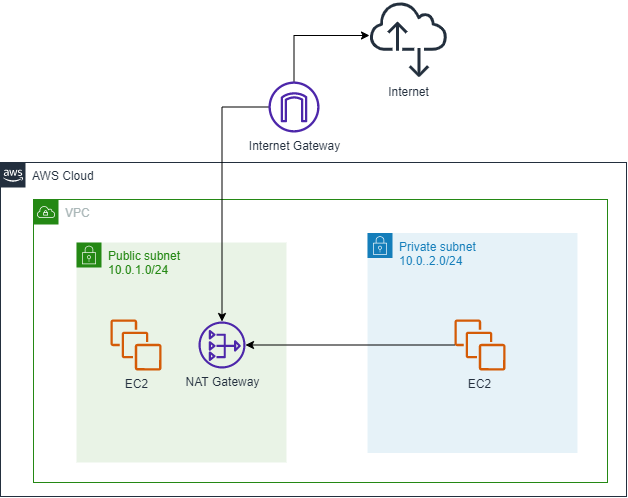 Internet
Internet Gateway
aws
AWS Cloud
VPC
Public subnet
10.0.1.0/24
Private subnet
10.0..2.0/24
EC2
NAT Gateway
EC2